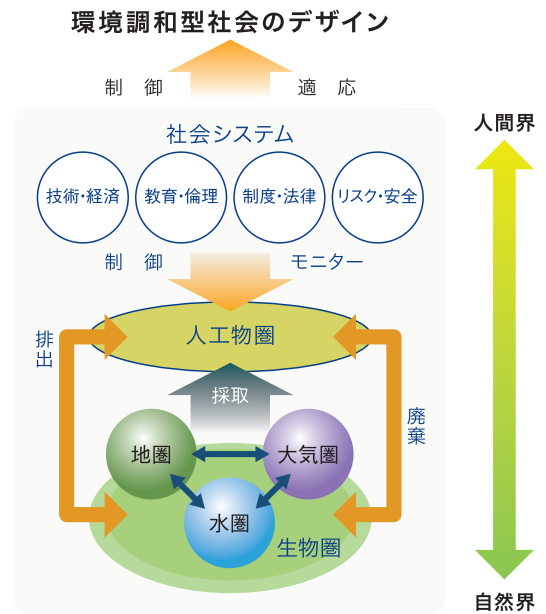 環境調和型社会のデザイン
制 御
適 応
人間界
社会システム
技術・経済
教育・倫理
制度・法律
リスク・安全
制 御
モニター
人工物圏
排出
採取
廃棄
地圏
大気圏
水圏
生物圏
自然界